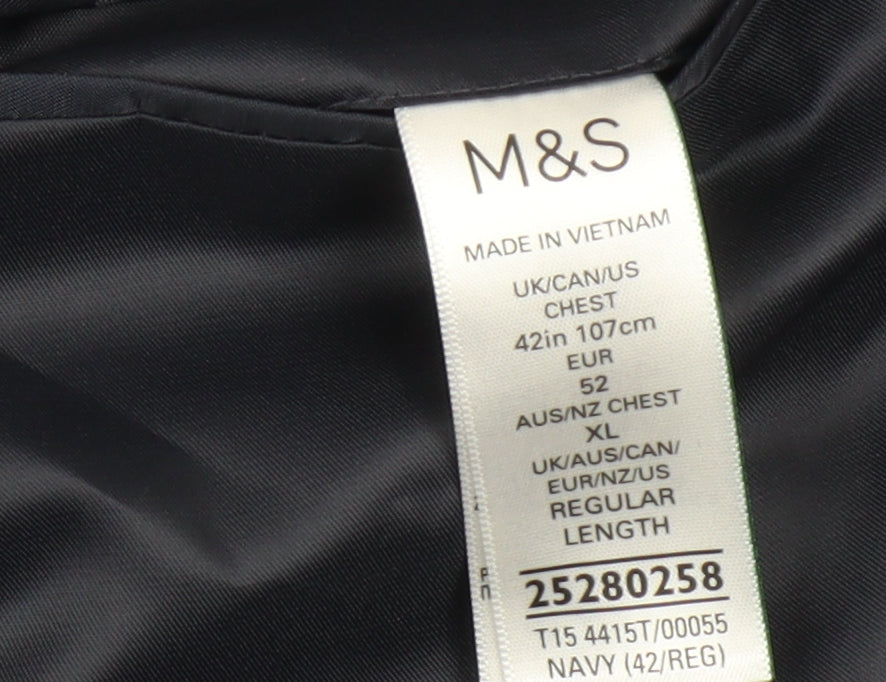 M&S
MADE IN VIETNAM
UK/CAN/US
CHEST
42in 107cm
EUR
52
AUS/NZ CHEST
XL
UK/AUS/CAN/
EUR/NZ/US
REGULAR
LENGTH
25280258
T15 4415T/00055
NAVY (42/REG)